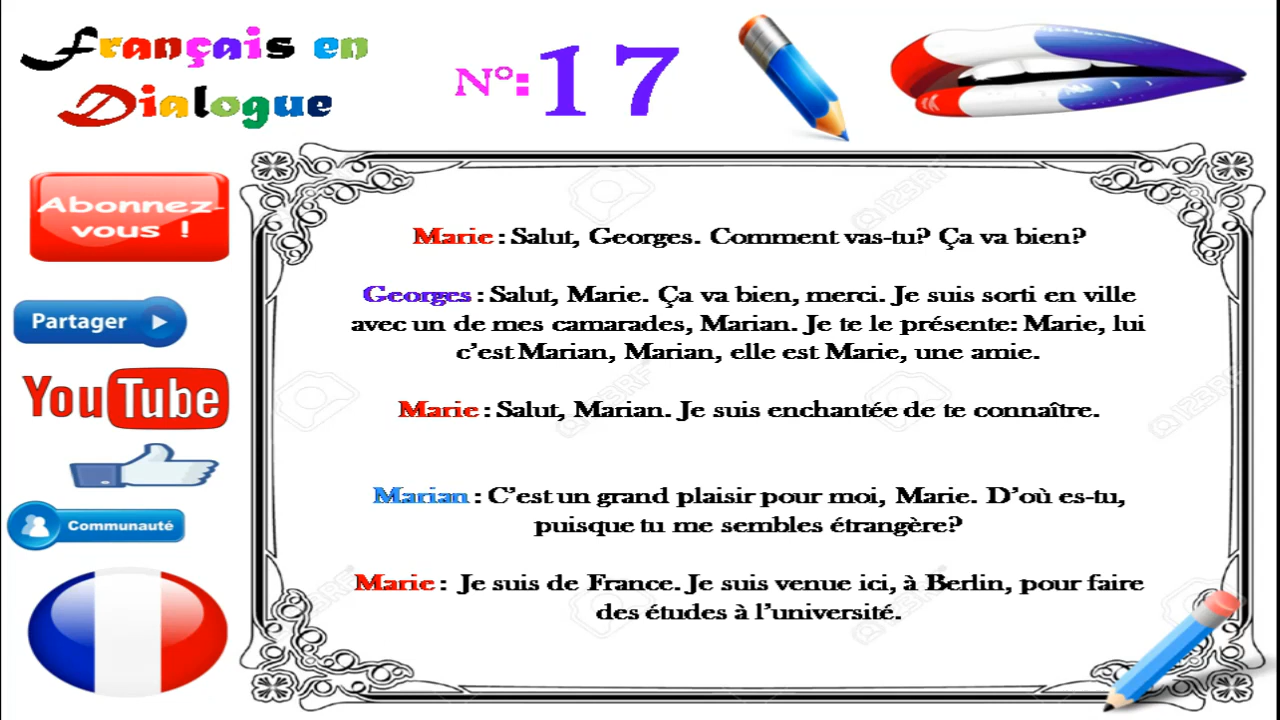 Français en
Dialogue
N°:17
Abonnez-
vous !
Partager
YouTube
Communauté
Marie : Salut, Georges. Comment vas-tu? Ça va bien?
Georges : Salut, Marie. Ça va bien, merci. Je suis sorti en ville
avec un de mes camarades, Marian. Je te le présente: Marie, lui
c’est Marian, Marian, elle est Marie, une amie.
Marie : Salut, Marian. Je suis enchantée de te connaître.
Marian : C’est un grand plaisir pour moi, Marie. D’où es-tu,
puisque tu me sembles étrangère?
Marie : Je suis de France. Je suis venue ici, à Berlin, pour faire
des études à l’université.
123RF